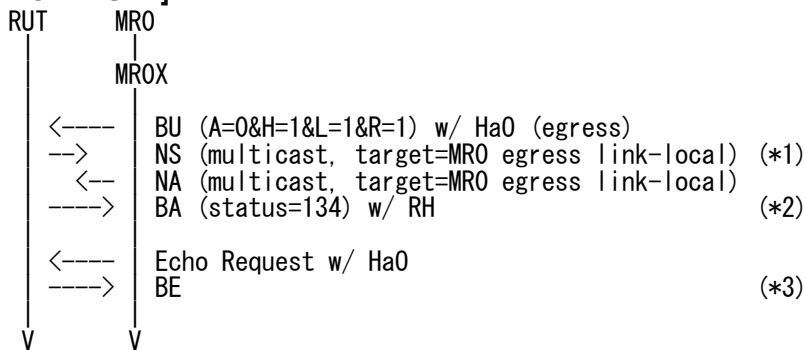 RUT MR0
MR0X
<---- BU (A=0&H=1&L=1&R=1) w/ HaO (egress)
--> NS (multicast, target=MR0 egress link-local) (*1)
<-- NA (multicast, target=MR0 egress link-local)
----> BA (status=134) w/ RH (*2)
<---- Echo Request w/ HaO
----> BE (*3)
V V